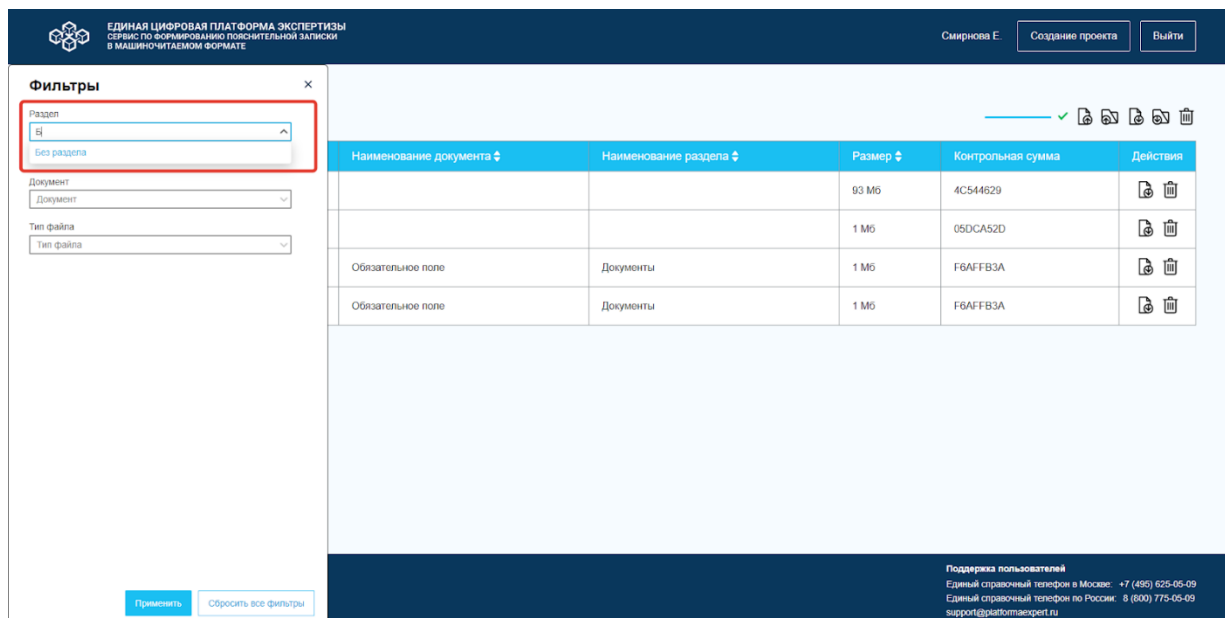 ЕДИНАЯ ЦИФРОВАЯ ПЛАТФОРМА ЭКСПЕРТИЗЫ
СЕРВИС ПО ФОРМИРОВАНИЮ ПОЯСНИТЕЛЬНОЙ ЗАПИСКИ
В МАШИНОЧИТАЕМОМ ФОРМАТЕ
Смирнова Е. Создание проекта Выйти
Фильтры
Раздел
Б
Без раздела
Документ
Документ
Тип файла
Тип файла
Применить Сбросить все фильтры
Наименование документа Наименование раздела Размер Контрольная сумма Действия
93 Мб 4C544629
1 Мб 05DCA52D
Обязательное поле Документы 1 Мб F6AFFB3A
Обязательное поле Документы 1 Мб F6AFFB3A
Поддержка пользователей
Единый справочный телефон в Москве: +7 (495) 625-05-09
Единый справочный телефон по России: 8 (800) 775-05-09
support@platformaexpert.ru